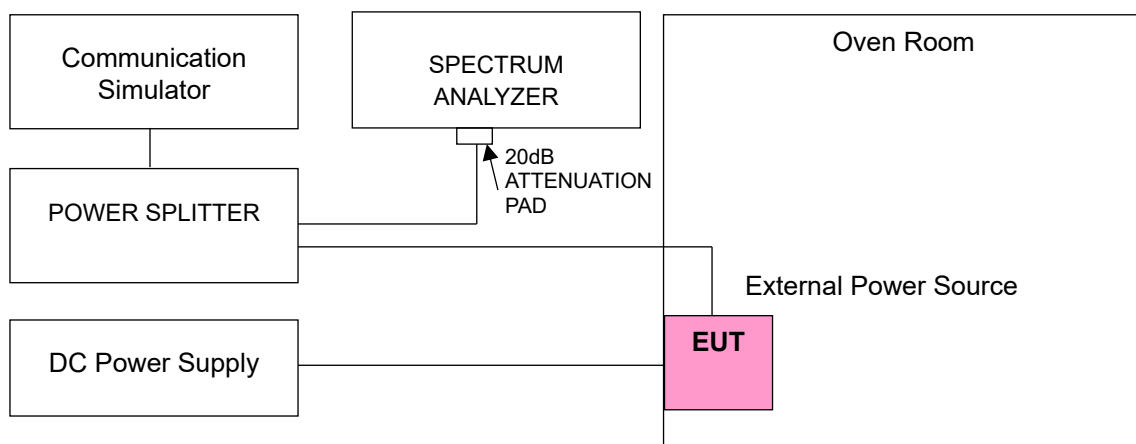 Communication
Simulator
SPECTRUM
ANALYZER
Oven Room
20dB
ATTENUATION
PAD
POWER SPLITTER
External Power Source
EUT
DC Power Supply